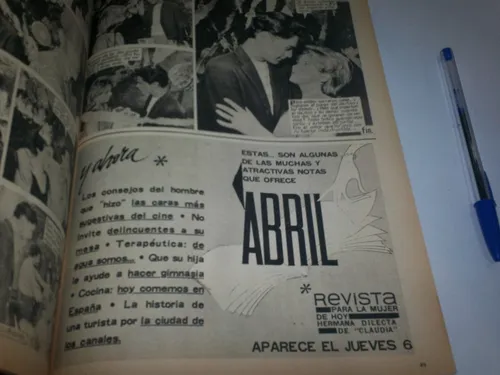 fin
y ahora *
Los consejos del hombre
que "hizo" las caras más
sugestivas del cine • No
invite delincuentes a su
mesa • Terapéutica: de
agua somos... • Que su hija
le ayude a hacer gimnasia
• Cocina: hoy comemos en
España • La historia de
una turista por la ciudad de
los canales.
ESTAS... SON ALGUNAS
DE LAS MUCHAS Y
ATRACTIVAS NOTAS
QUE OFRECE
ABRIL
* REVISTA
PARA LA MUJER
DE HOY
HERMANA DILECTA
DE "CLAUDIA"
APARECE EL JUEVES 6